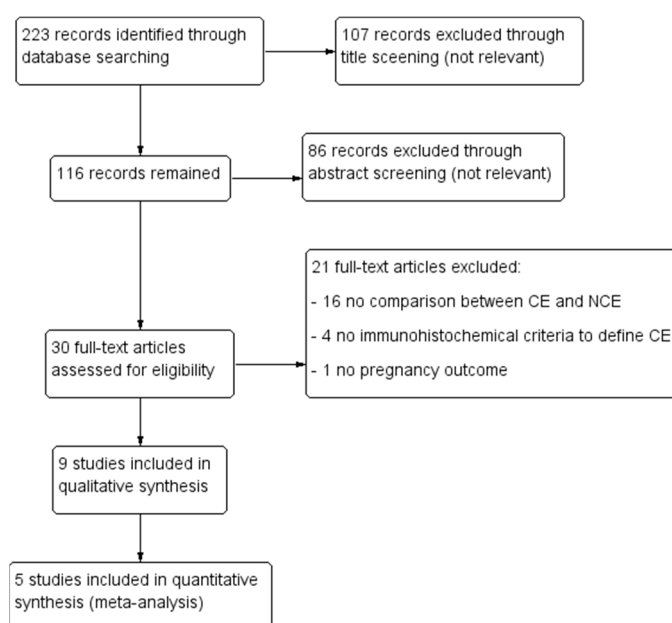 223 records identified through
database searching
107 records excluded through
title sceening (not relevant)
116 records remained
86 records excluded through
abstract screening (not relevant)
21 full-text articles excluded:
- 16 no comparison between CE and NCE
- 4 no immunohistochemical criteria to define CE
- 1 no pregnancy outcome
30 full-text articles
assessed for eligibility
9 studies included in
qualitative synthesis
5 studies included in quantitative
synthesis (meta-analysis)